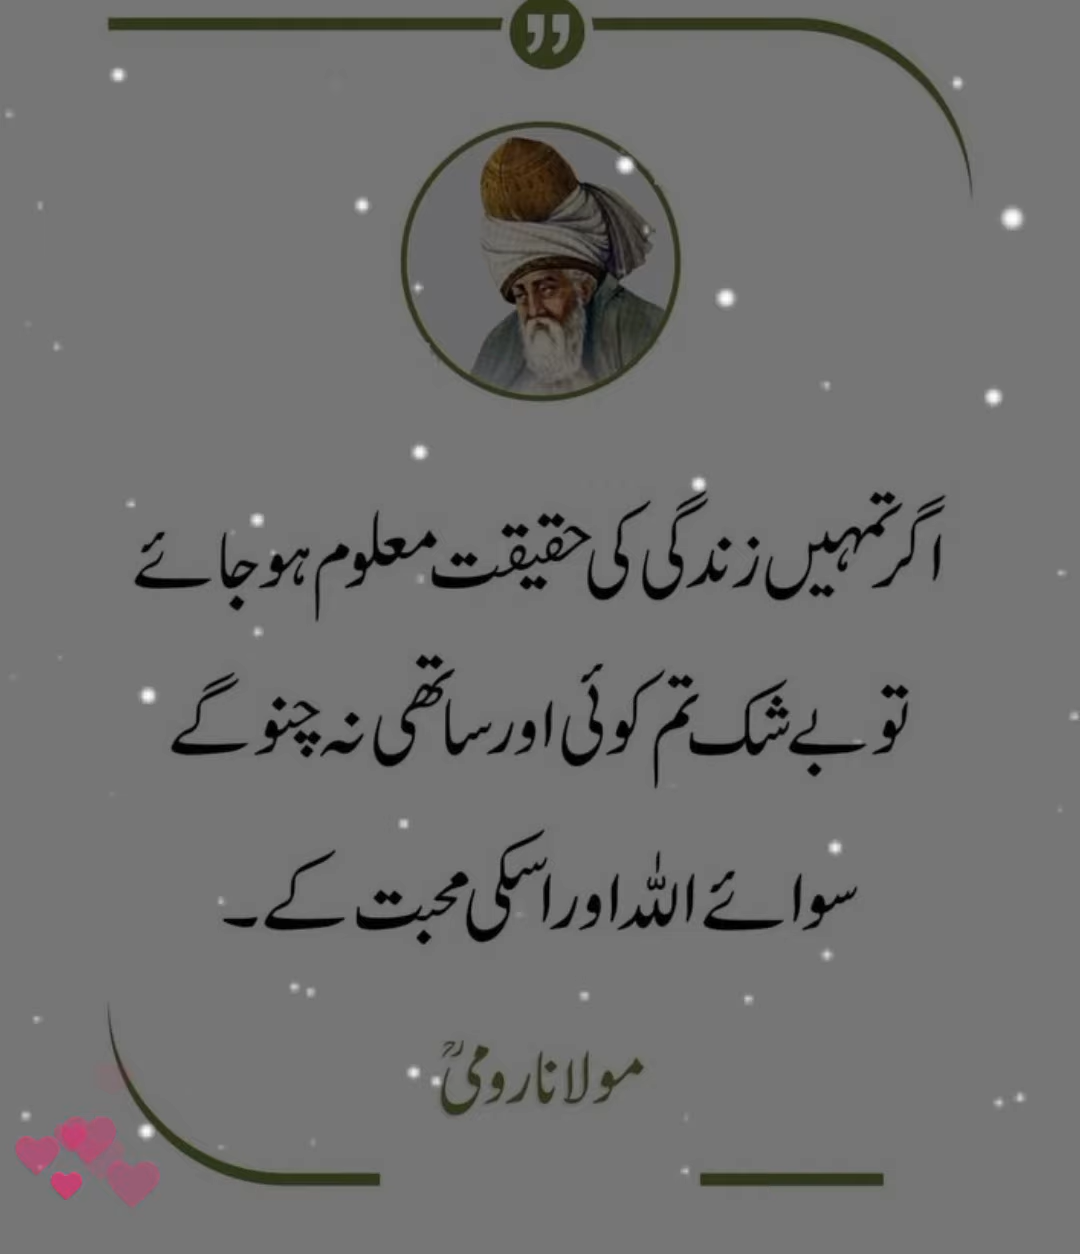 اگر تمہیں زندگی کی حقیقت معلوم ہو جائے
تو بے شک تم کوئی اور ساتھی نہ چنو گے
سوائے اللہ اور اسکی محبت کے۔
مولانا رومیؒ